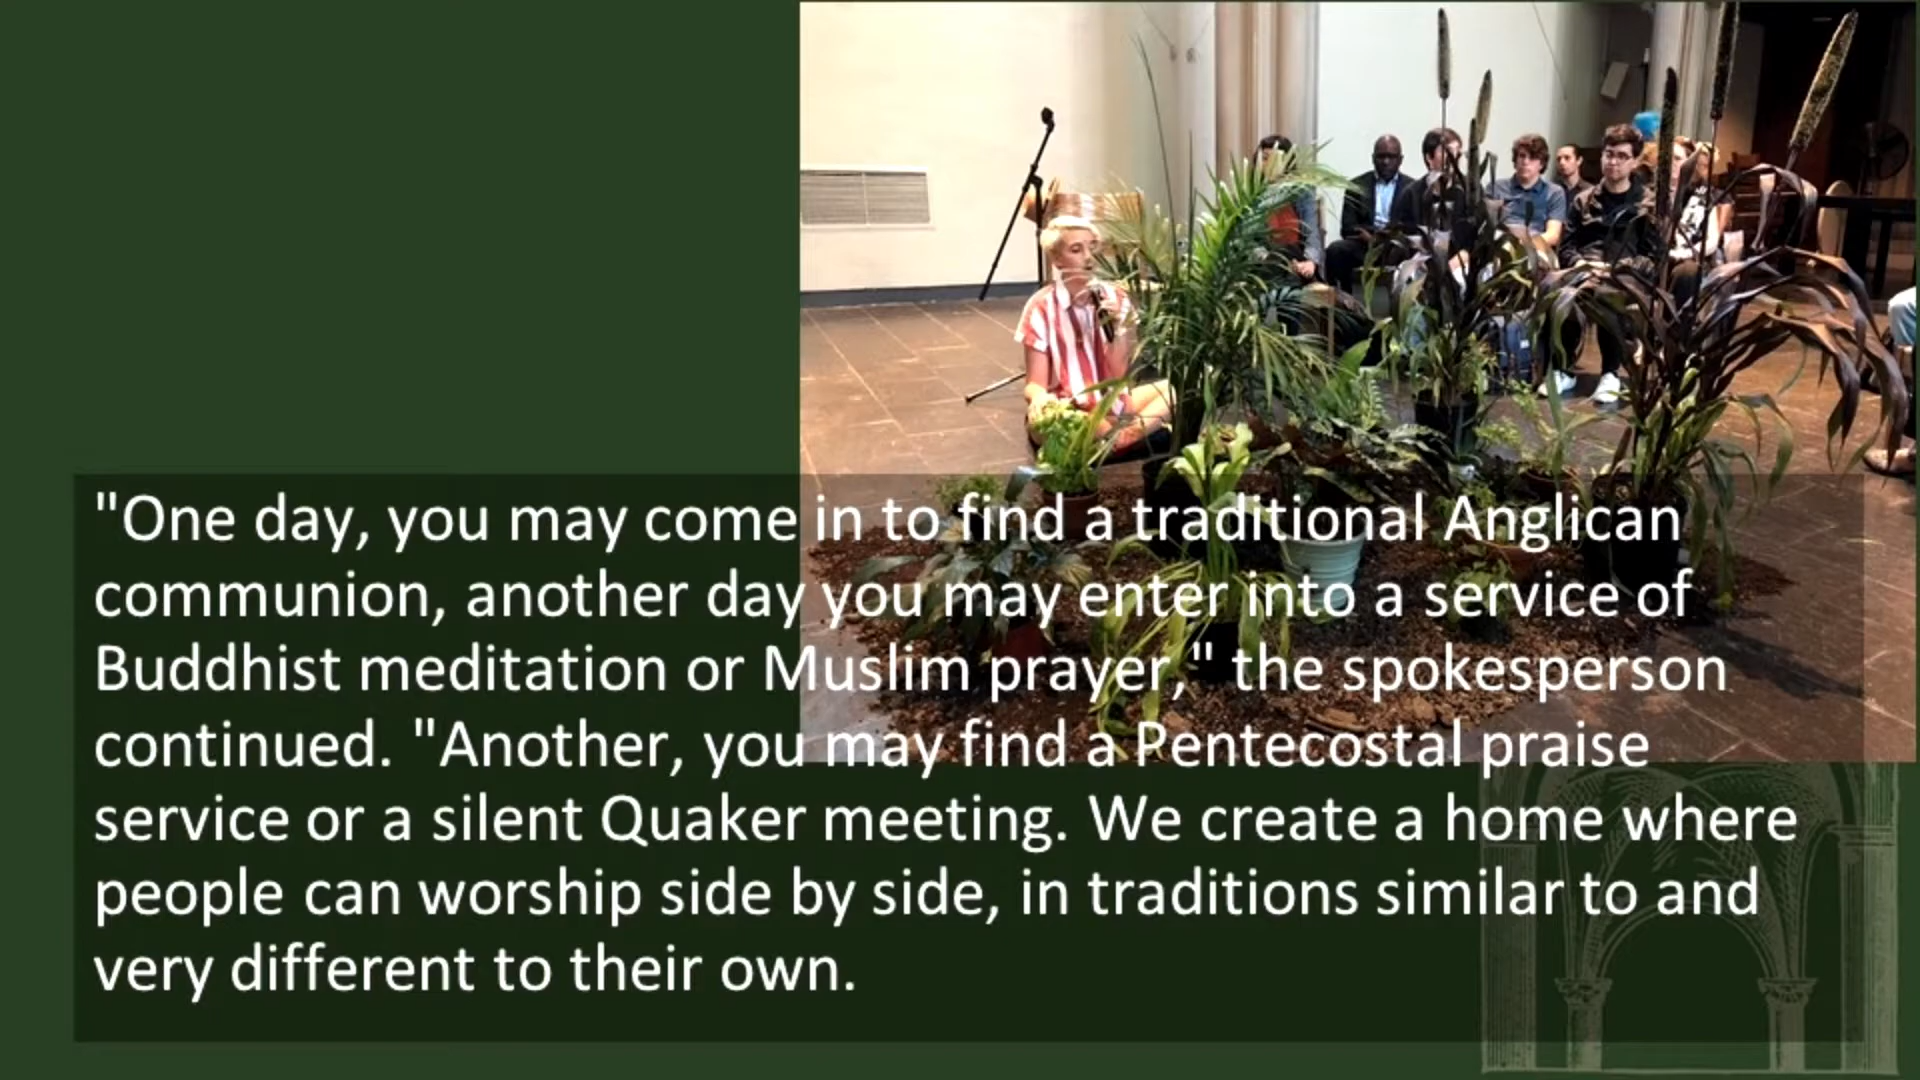 "One day, you may come in to find a traditional Anglican
communion, another day you may enter into a service of
Buddhist meditation or Muslim prayer," the spokesperson
continued. "Another, you may find a Pentecostal praise
service or a silent Quaker meeting. We create a home where
people can worship side by side, in traditions similar to and
very different to their own.